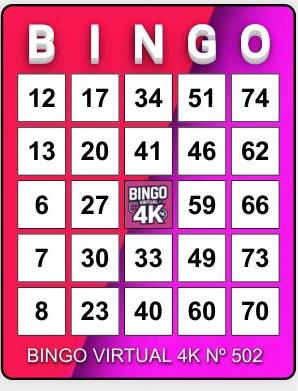 B I N G O
12 17 34 51 74
13 20 41 46 62
6 27 BINGO VIRTUAL 4K 59 66
7 30 33 49 73
8 23 40 60 70
BINGO VIRTUAL 4K Nº 502